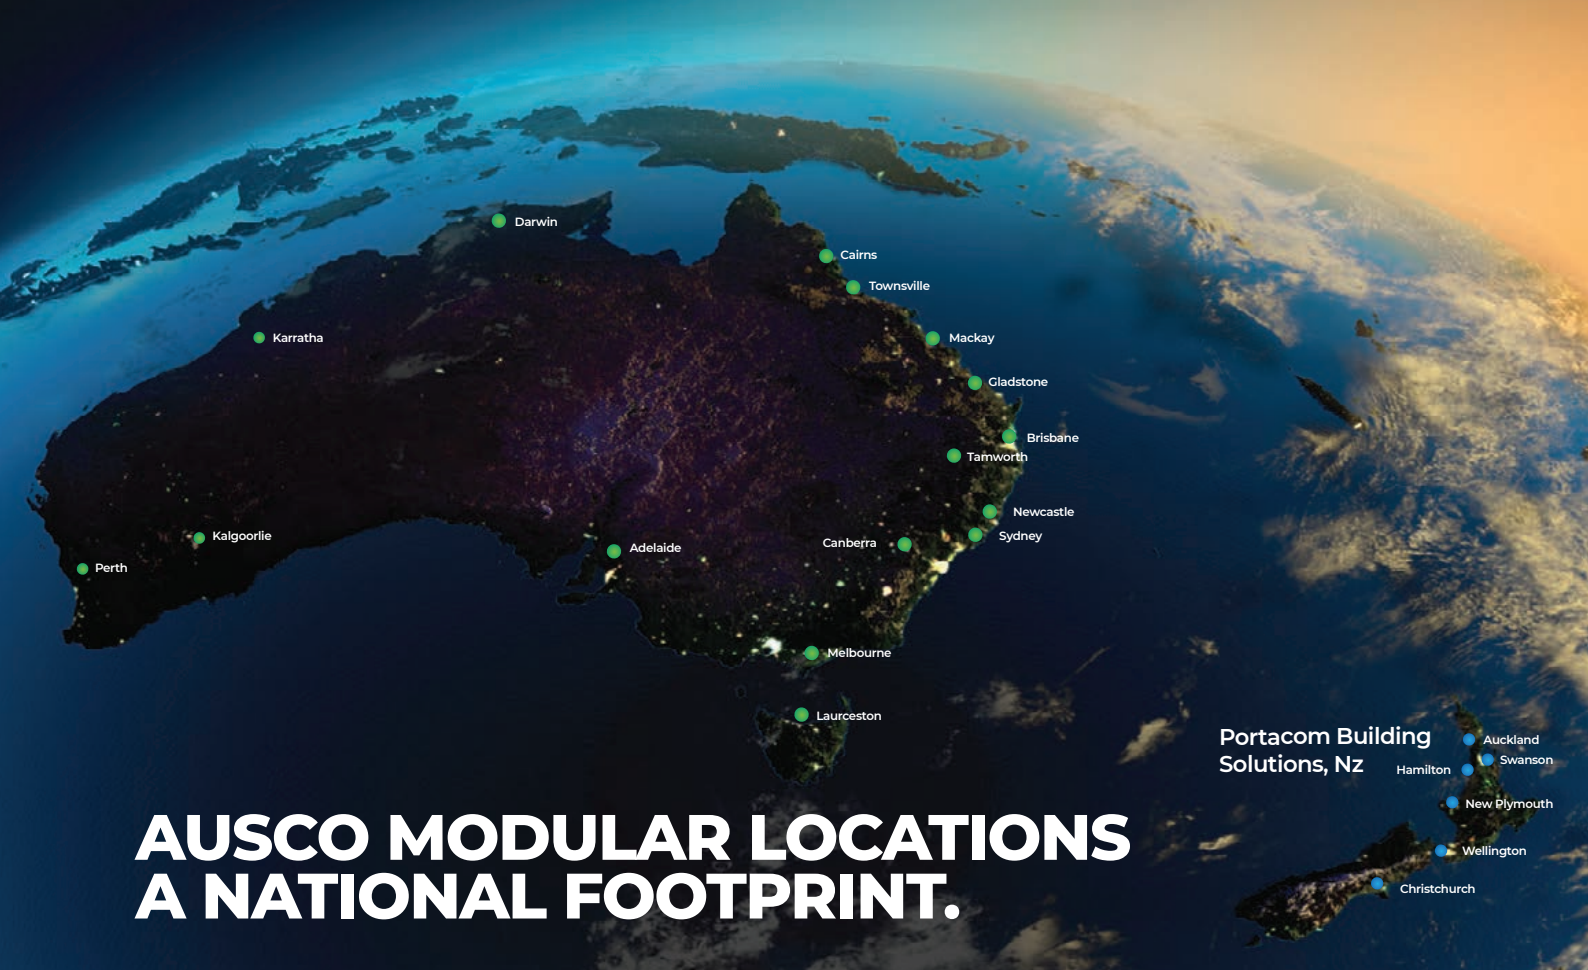 Darwin
Cairns
Townsville
Karratha
Mackay
Gladstone
Brisbane
Tamworth
Newcastle
Kalgoorlie
Sydney
Canberra
Adelaide
Perth
Melbourne
Laurceston
Portacom Building
Solutions, Nz
Auckland
Swanson
Hamilton
New Plymouth
Wellington
Christchurch
AUSCO MODULAR LOCATIONS
A NATIONAL FOOTPRINT.